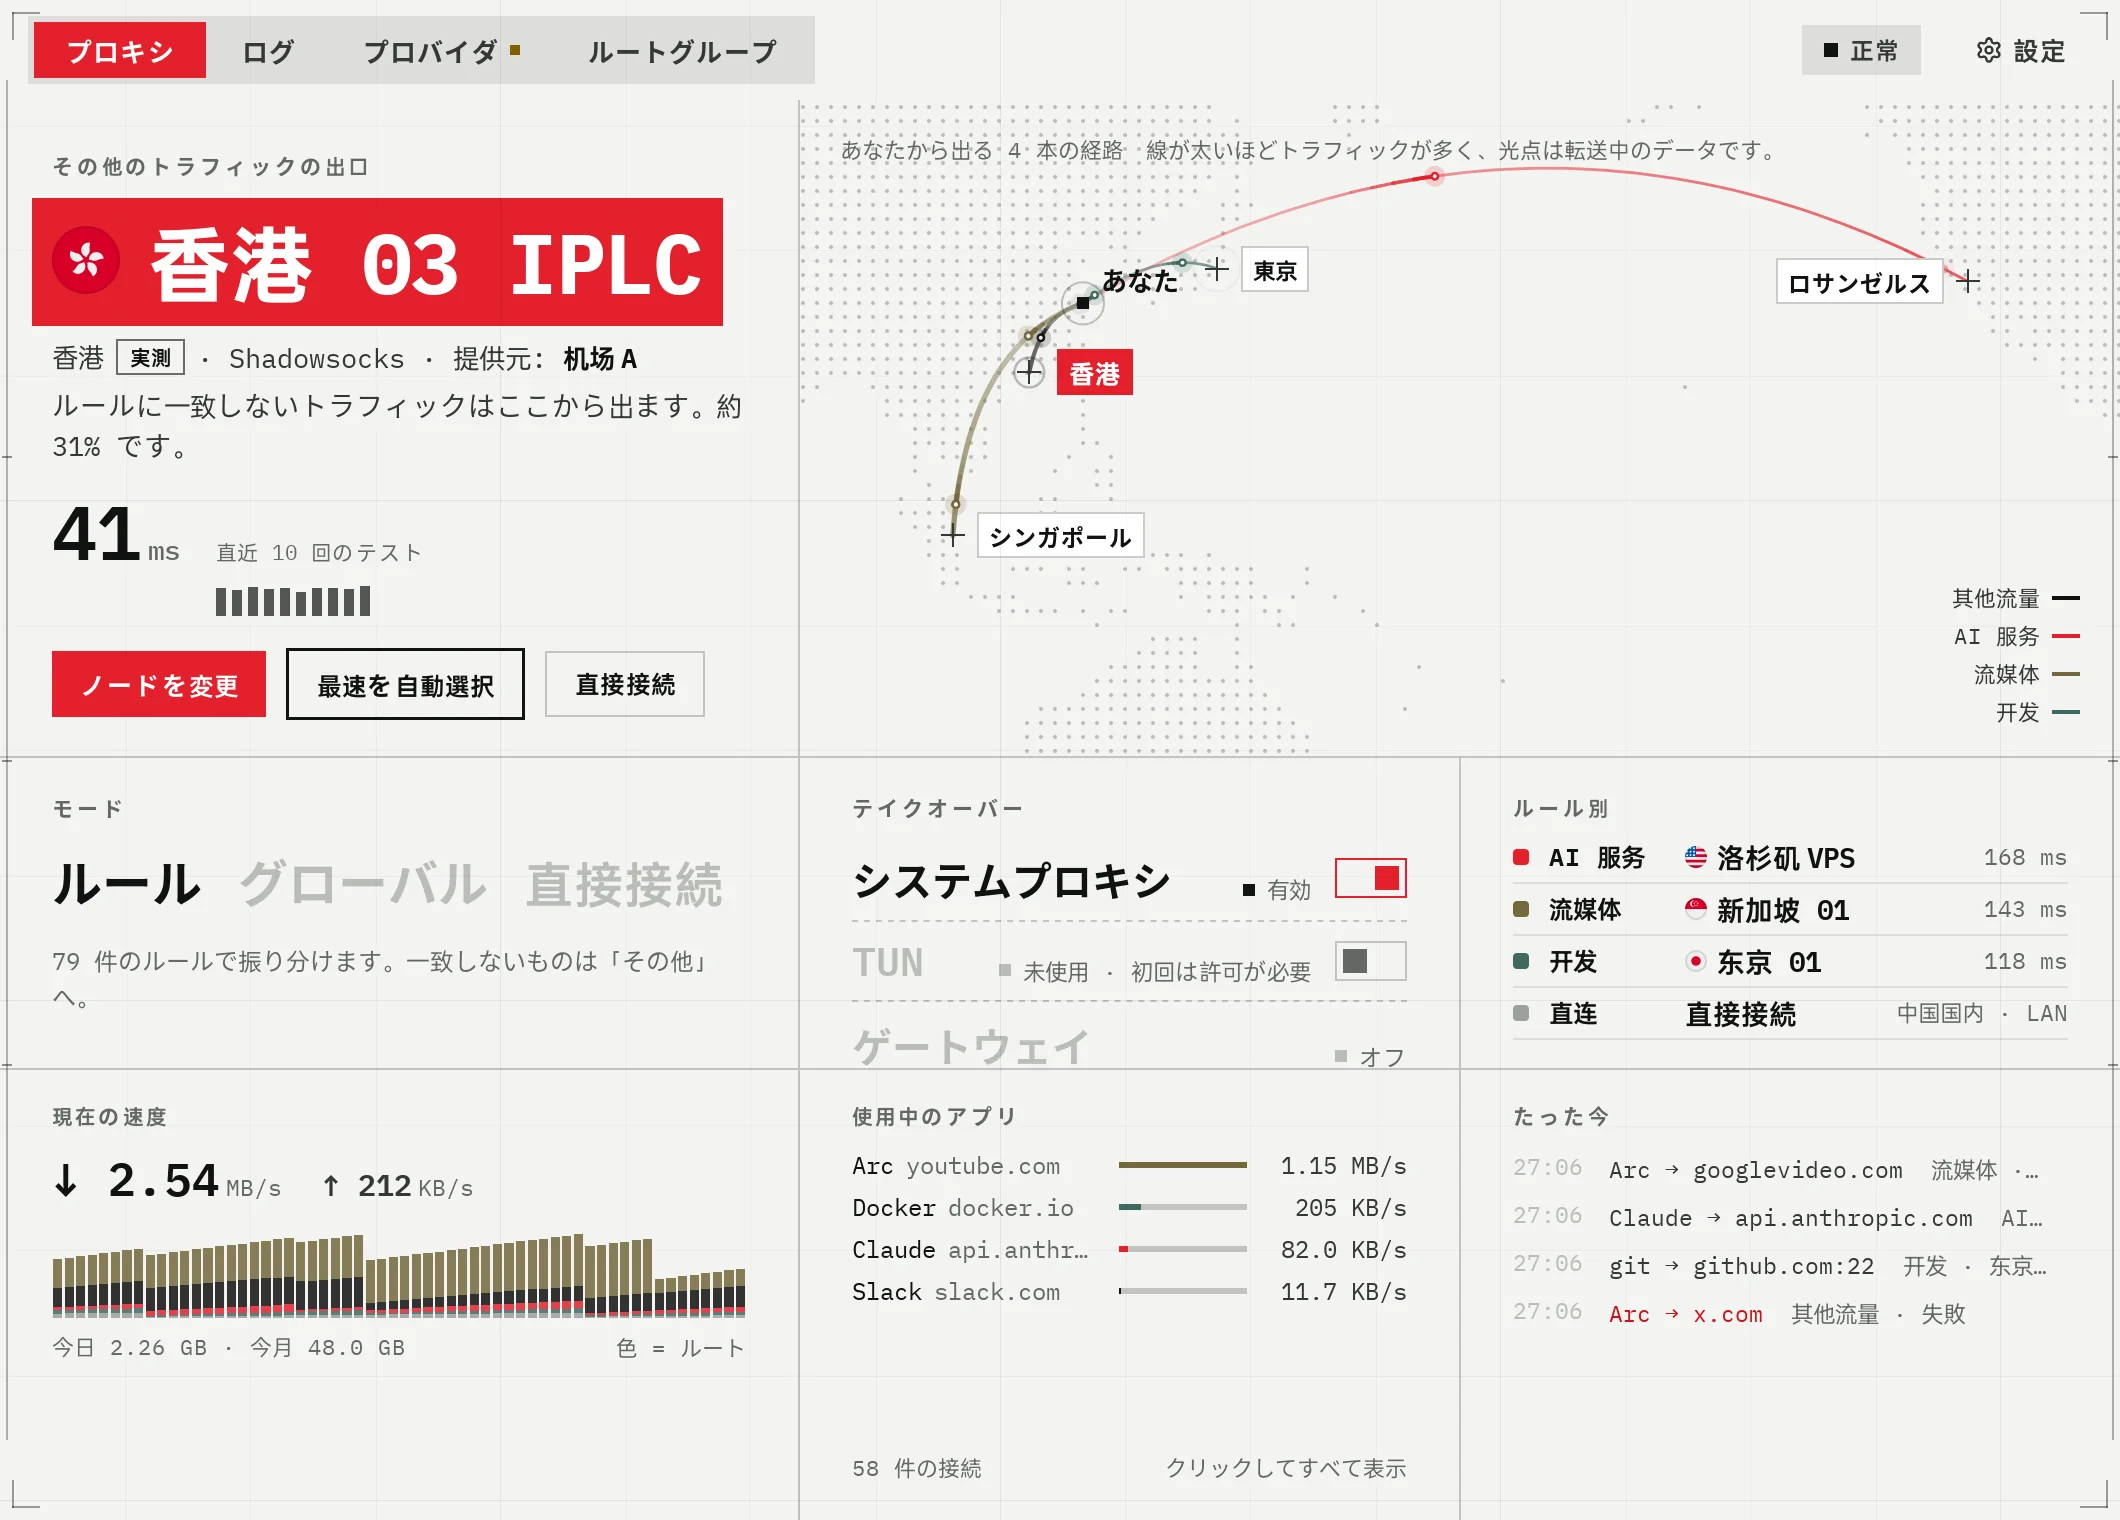 プロキシ ログ プロバイダ ルートグループ 正常 設定
その他のトラフィックの出口
香港 03 IPLC
香港 実測 · Shadowsocks · 提供元: 机场 A
ルールに一致しないトラフィックはここから出ます。約
31% です。
41 ms 直近 10 回のテスト
ノードを変更 最速を自動選択 直接接続
あなたから出る 4 本の経路 線が太いほどトラフィックが多く、光点は転送中のデータです。
あなた
東京
ロサンゼルス
香港
シンガポール
其他流量
AI 服务
流媒体
开发
モード
ルール グローバル 直接接続
79 件のルールで振り分けます。一致しないものは「その他」
へ。
テイクオーバー
システムプロキシ 有効
TUN 未使用 · 初回は許可が必要
ゲートウェイ オフ
ルール別
AI 服务 洛杉矶 VPS 168 ms
流媒体 新加坡 01 143 ms
开发 东京 01 118 ms
直连 直接接続 中国国内 · LAN
現在の速度
↓ 2.54 MB/s ↑ 212 KB/s
今日 2.26 GB · 今月 48.0 GB 色 = ルート
使用中のアプリ
Arc youtube.com 1.15 MB/s
Docker docker.io 205 KB/s
Claude api.anthr… 82.0 KB/s
Slack slack.com 11.7 KB/s
58 件の接続 クリックしてすべて表示
たった今
27:06 Arc → googlevideo.com 流媒体 ·…
27:06 Claude → api.anthropic.com AI…
27:06 git → github.com:22 开发 · 东京…
27:06 Arc → x.com 其他流量 · 失敗